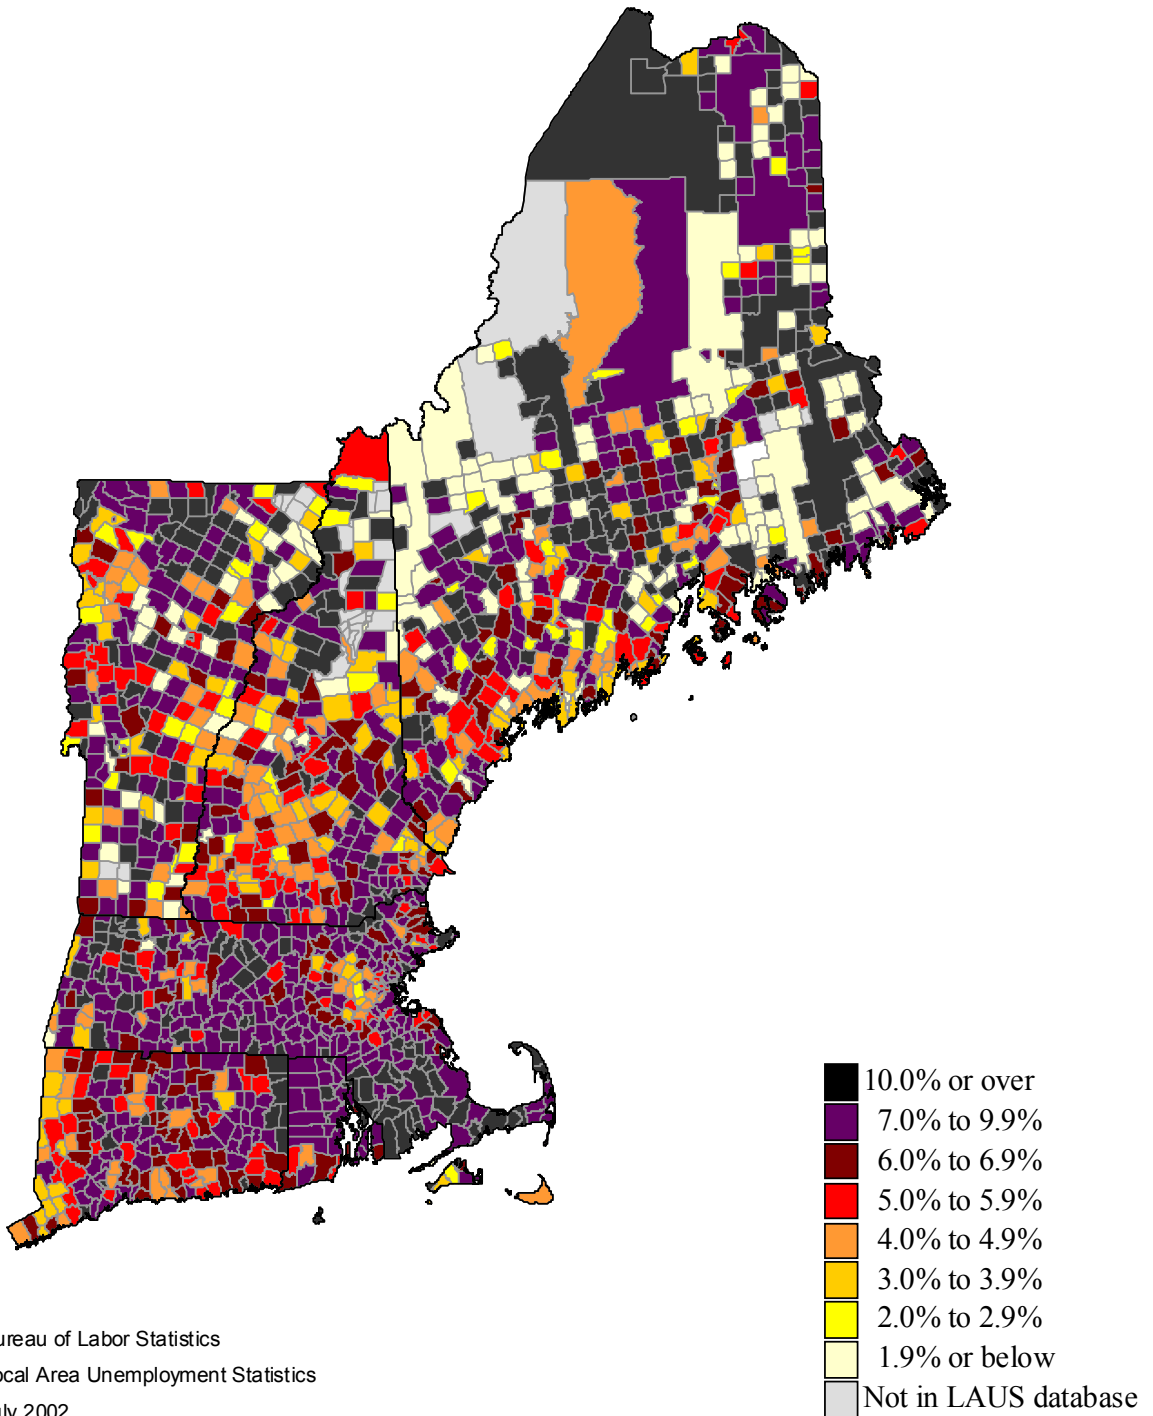 10.0% or over
7.0% to 9.9%
6.0% to 6.9%
5.0% to 5.9%
4.0% to 4.9%
3.0% to 3.9%
2.0% to 2.9%
1.9% or below
Not in LAUS database
ureau of Labor Statistics
ocal Area Unemployment Statistics
uly 2002